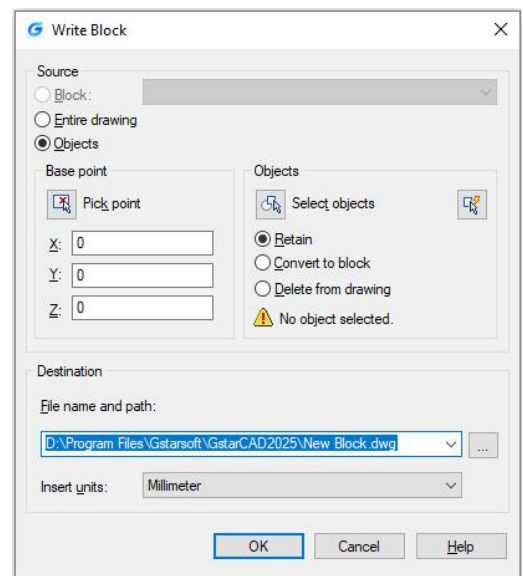 Write Block
Source
Block:
Entire drawing
Objects
Base point
Pick point
X: 0
Y: 0
Z: 0
Objects
Select objects
Retain
Convert to block
Delete from drawing
No object selected.
Destination
File name and path:
D:\Program Files\Gstarsoft\GstarCAD2025\New Block.dwg
...
Insert units: Millimeter
OK Cancel Help